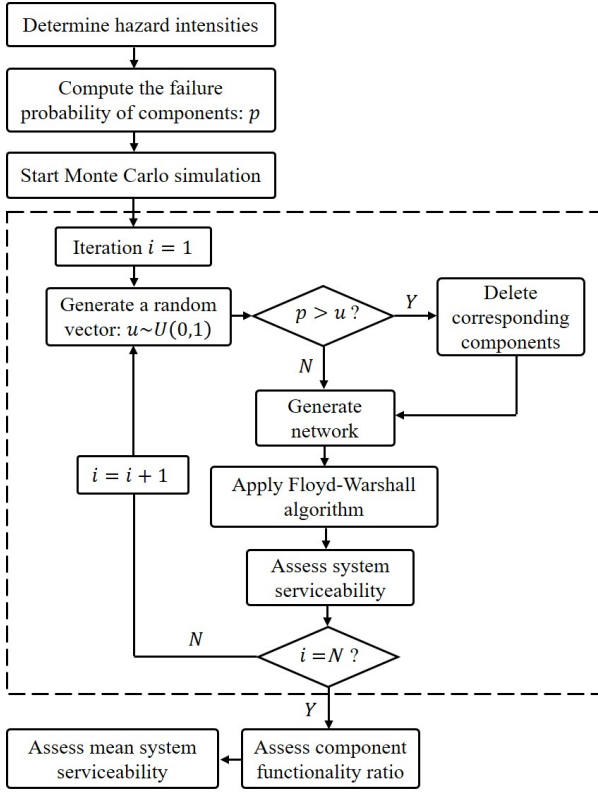 Determine hazard intensities
Compute the failure
probability of components: p
Start Monte Carlo simulation
Iteration i = 1
Generate a random
vector: u~U(0,1)
p > u ?
Y
Delete
corresponding
components
N
Generate
network
i = i + 1
Apply Floyd-Warshall
algorithm
Assess system
serviceability
N
i =N ?
Y
Assess mean system
serviceability
Assess component
functionality ratio